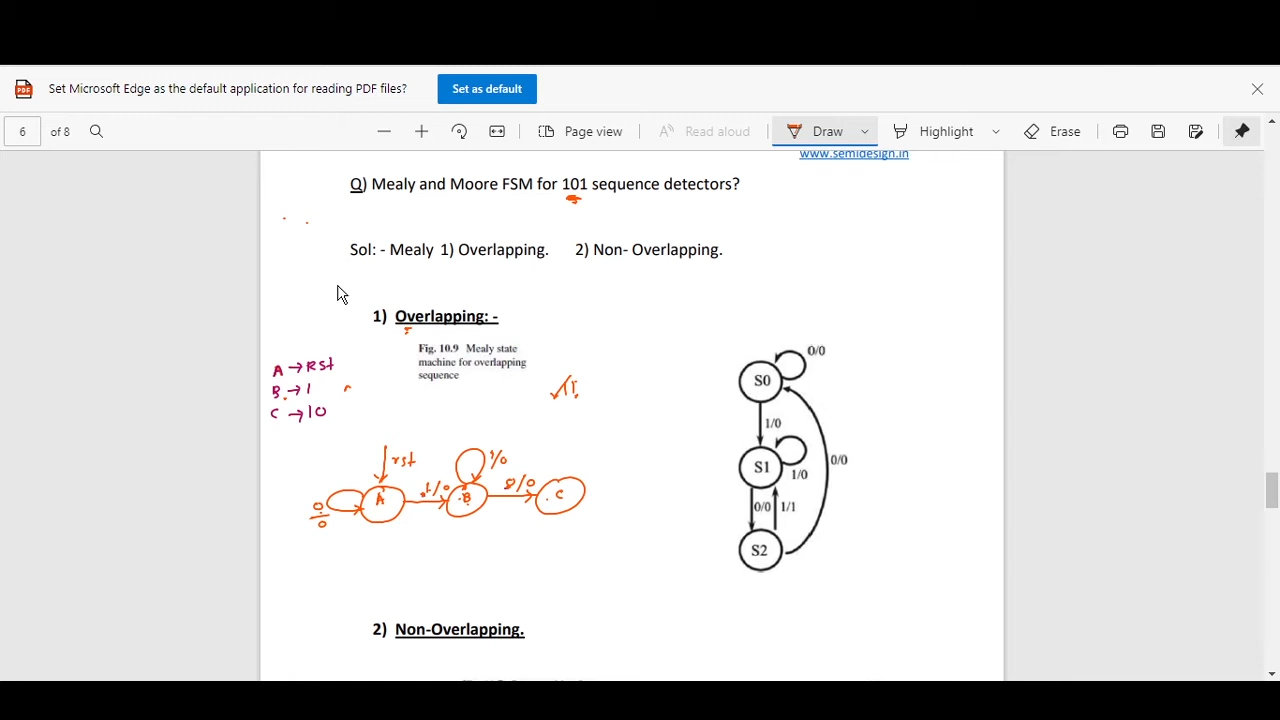 Set Microsoft Edge as the default application for reading PDF files? Set as default
6 of 8 Page view Read aloud Draw Highlight Erase
www.semidesign.in
Q) Mealy and Moore FSM for 101 sequence detectors?
Sol: - Mealy 1) Overlapping. 2) Non- Overlapping.
1) Overlapping: -
Fig. 10.9 Mealy state
machine for overlapping
sequence
A → Rst
B → 1
C → 10
rst
0/0
A
1/0
B
1/0
0/0
C
0/0
S0
1/0
S1
1/0
0/0
0/0 1/1
S2
2) Non-Overlapping.